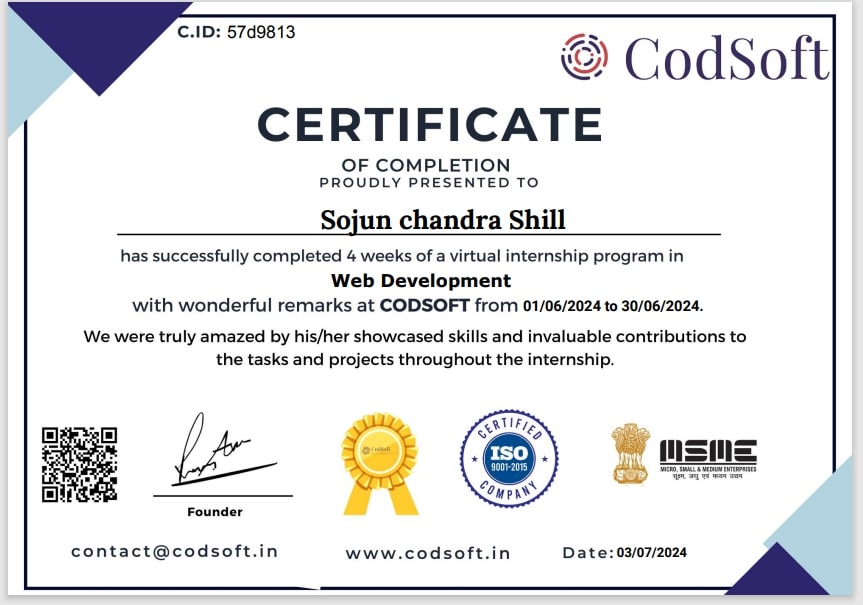 C.ID: 57d9813
CodSoft
CERTIFICATE
OF COMPLETION
PROUDLY PRESENTED TO
Sojun chandra Shill
has successfully completed 4 weeks of a virtual internship program in
Web Development
with wonderful remarks at CODSOFT from 01/06/2024 to 30/06/2024.
We were truly amazed by his/her showcased skills and invaluable contributions to
the tasks and projects throughout the internship.
CodSoft
CERTIFIED
ISO
9001-2015
COMPANY
MSME
MICRO, SMALL & MEDIUM ENTERPRISES
सूक्ष्म, लघु एवं मध्यम उद्यम
Founder
contact@codsoft.in
www.codsoft.in
Date: 03/07/2024